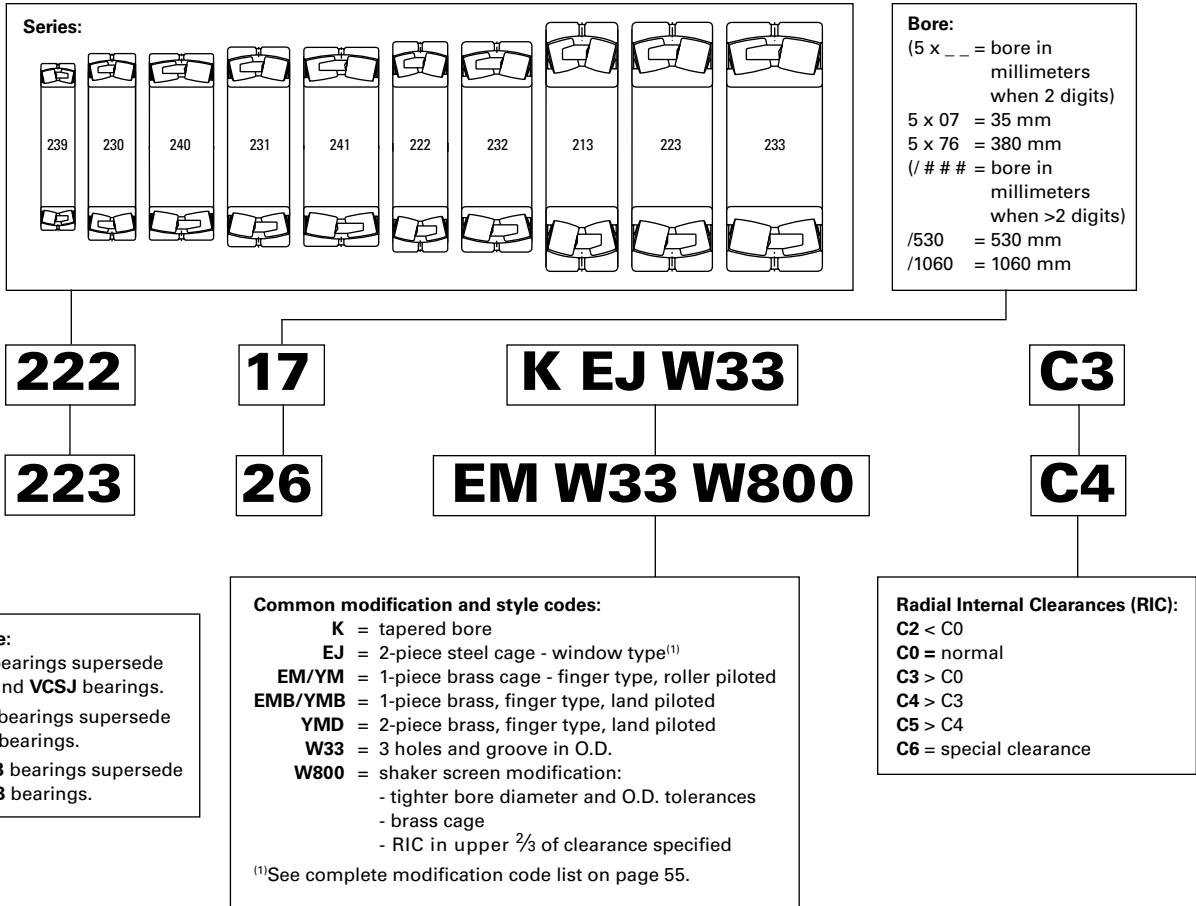 Series:
239 230 240 231 241 222 232 213 223 233
Bore:
(5 x _ _ = bore in
millimeters
when 2 digits)
5 x 07 = 35 mm
5 x 76 = 380 mm
(/ # # # = bore in
millimeters
when >2 digits)
/530 = 530 mm
/1060 = 1060 mm
222 17 K EJ W33 C3
223 26 EM W33 W800 C4
bearings supersede
and VCSJ bearings.
bearings supersede
bearings.
bearings supersede
bearings.
Common modification and style codes:
K = tapered bore
EJ = 2-piece steel cage - window type(1)
EM/YM = 1-piece brass cage - finger type, roller piloted
EMB/YMB = 1-piece brass, finger type, land piloted
YMD = 2-piece brass, finger type, land piloted
W33 = 3 holes and groove in O.D.
W800 = shaker screen modification:
- tighter bore diameter and O.D. tolerances
- brass cage
- RIC in upper 2/3 of clearance specified
(1)See complete modification code list on page 55.
Radial Internal Clearances (RIC):
C2 < C0
C0 = normal
C3 > C0
C4 > C3
C5 > C4
C6 = special clearance